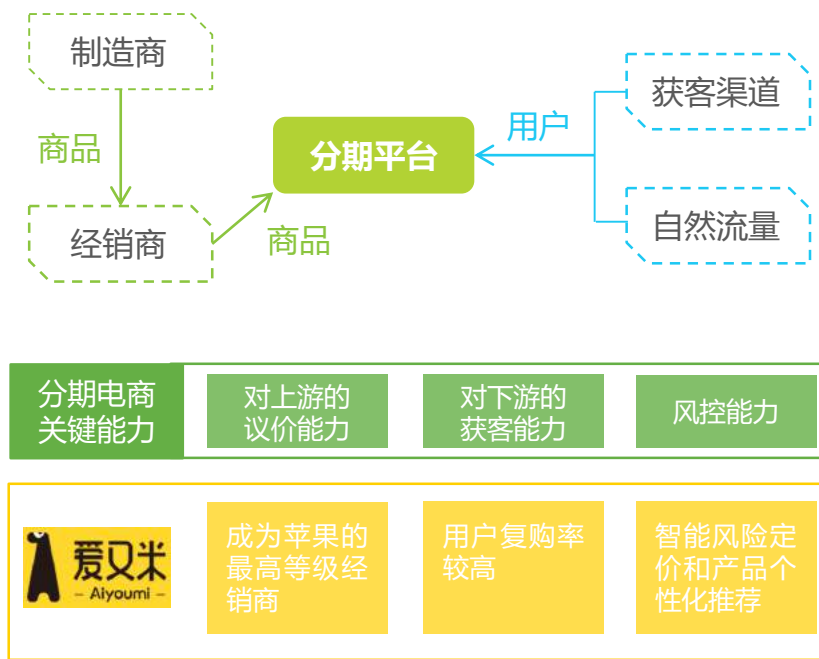 制造商
获客渠道
用户
商品
分期平台
经销商
商品
自然流量
分期电商
关键能力
对上游的
议价能力
对下游的
获客能力
风控能力
爱又米
– Aiyoumi –
成为苹果的
最高等级经
销商
用户复购率
较高
智能风险定
价和产品个
性化推荐